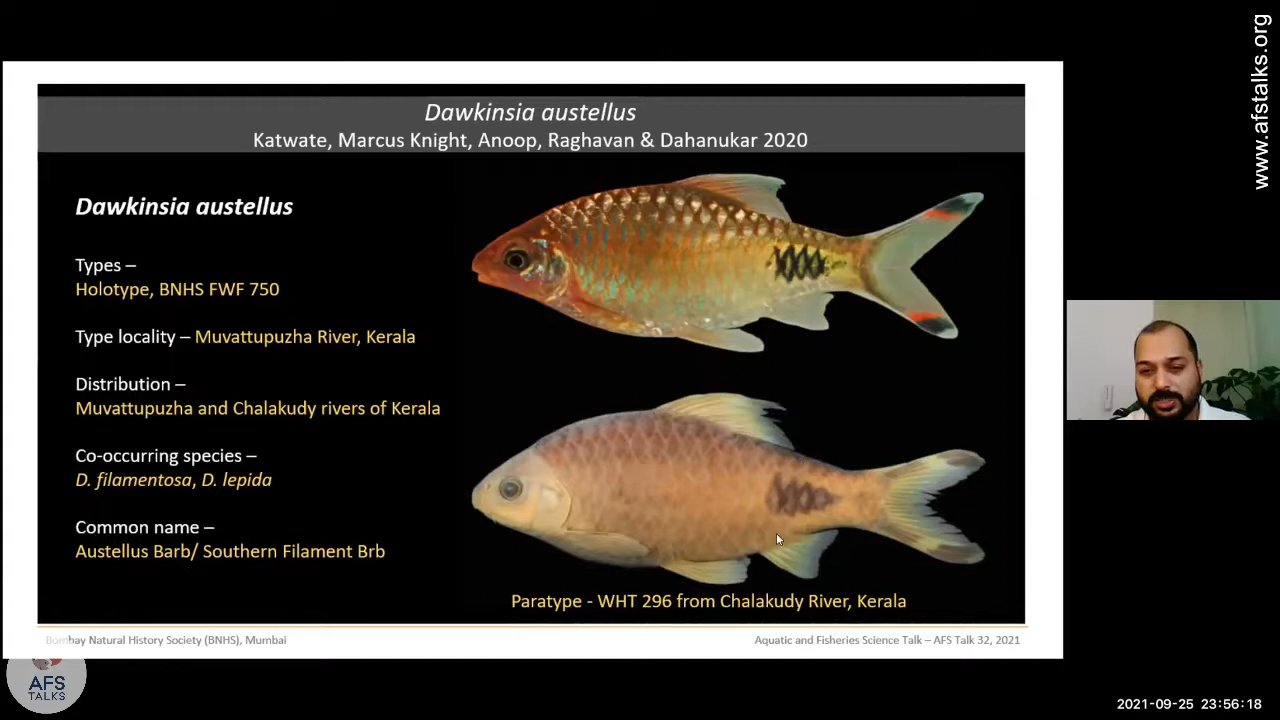 www.afstalks.org
Dawkinsia austellus
Katwate, Marcus Knight, Anoop, Raghavan & Dahanukar 2020
Dawkinsia austellus
Types –
Holotype, BNHS FWF 750
Type locality – Muvattupuzha River, Kerala
Distribution –
Muvattupuzha and Chalakudy rivers of Kerala
Co-occurring species –
D. filamentosa, D. lepida
Common name –
Austellus Barb/ Southern Filament Brb
Paratype - WHT 296 from Chalakudy River, Kerala
Bombay Natural History Society (BNHS), Mumbai
Aquatic and Fisheries Science Talk – AFS Talk 32, 2021
AFS
TALKS
2021-09-25 23:56:18